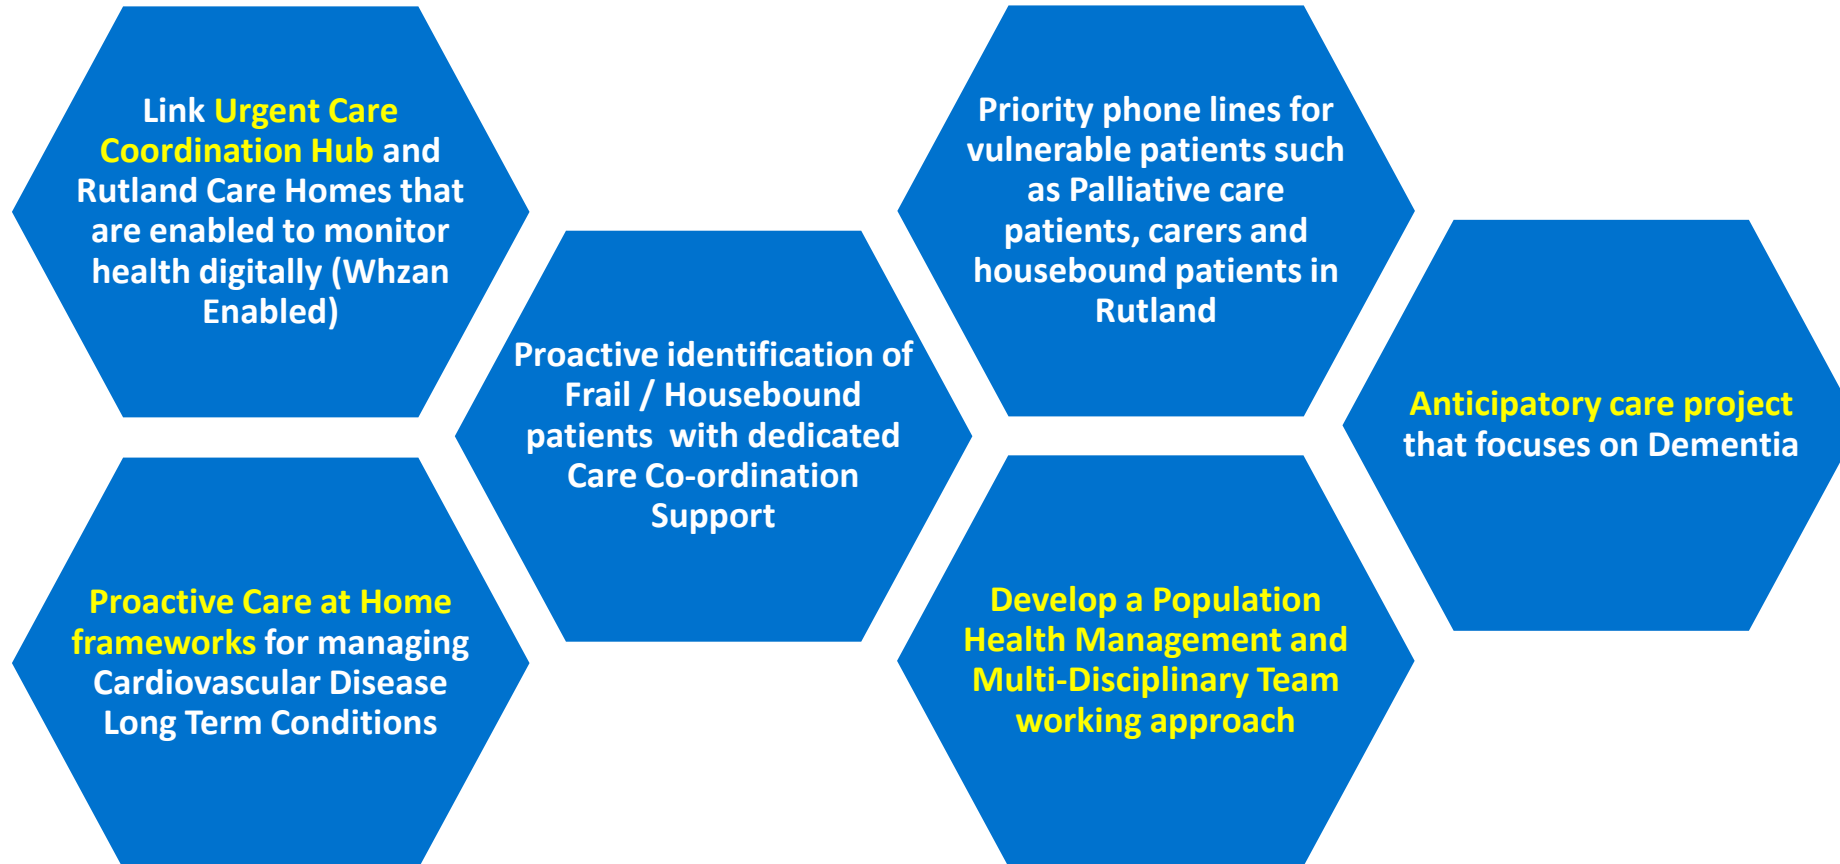 Link Urgent Care
Coordination Hub and
Rutland Care Homes that
are enabled to monitor
health digitally (Whzan
Enabled)
Proactive Care at Home
frameworks for managing
Cardiovascular Disease
Long Term Conditions
Proactive identification of
Frail / Housebound
patients  with dedicated
Care Co-ordination
Support
Priority phone lines for
vulnerable patients such
as Palliative care
patients, carers and
housebound patients in
Rutland
Develop a Population
Health Management and
Multi-Disciplinary Team
working approach
Anticipatory care project
that focuses on Dementia